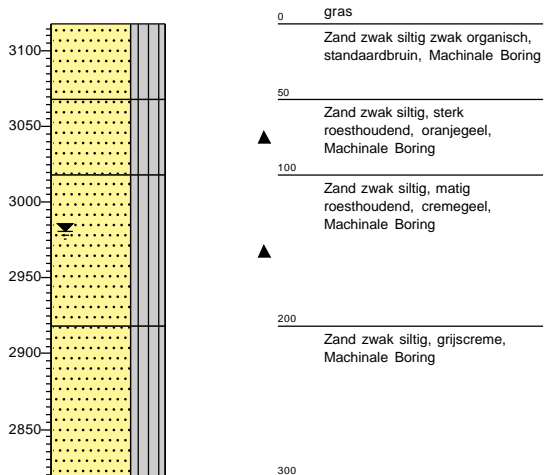 0
gras
Zand zwak siltig zwak organisch,
standaardbruin, Machinale Boring
50
Zand zwak siltig, sterk
roesthoudend, oranjegeel,
Machinale Boring
100
Zand zwak siltig, matig
roesthoudend, cremegeel,
Machinale Boring
200
Zand zwak siltig, grijscreme,
Machinale Boring
300
3100
3050
3000
2950
2900
2850